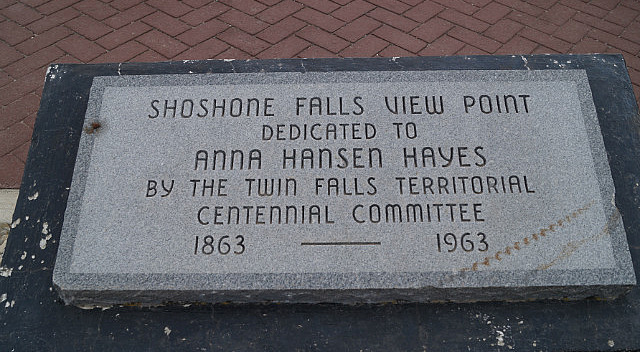 SHOSHONE FALLS VIEW POINT
DEDICATED TO
ANNA HANSEN HAYES
BY THE TWIN FALLS TERRITORIAL
CENTENNIAL COMMITTEE
1863 —— 1963